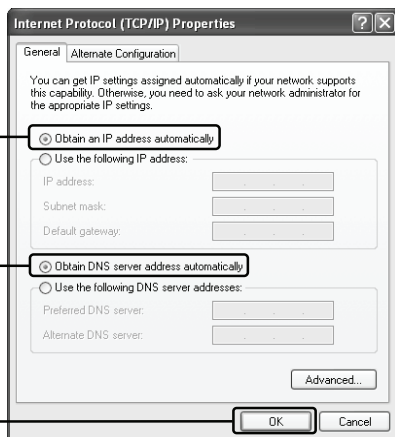 Internet Protocol (TCP/IP) Properties
General
Alternate Configuration
You can get IP settings assigned automatically if your network supports
this capability. Otherwise, you need to ask your network administrator for
the appropriate IP settings.
Obtain an IP address automatically
Use the following IP address:
IP address:
Subnet mask:
Default gateway:
Obtain DNS server address automatically
Use the following DNS server addresses:
Preferred DNS server:
Alternate DNS server:
Advanced...
OK
Cancel